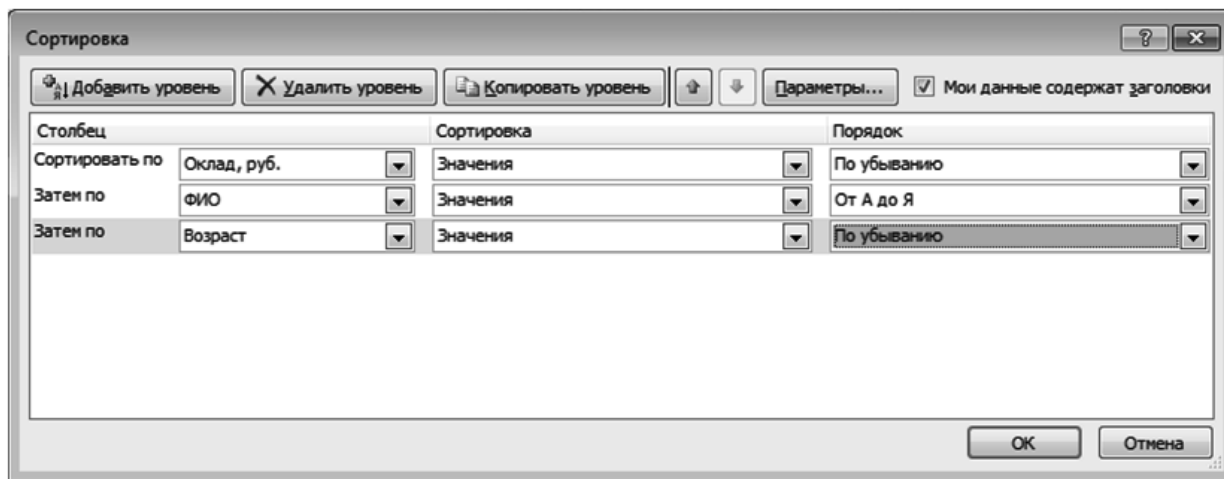 Сортировка
Добавить уровень Удалить уровень Копировать уровень Параметры... Мои данные содержат заголовки
Столбец Сортировка Порядок
Сортировать по Оклад, руб. Значения По убыванию
Затем по ФИО Значения От А до Я
Затем по Возраст Значения По убыванию
ОК Отмена